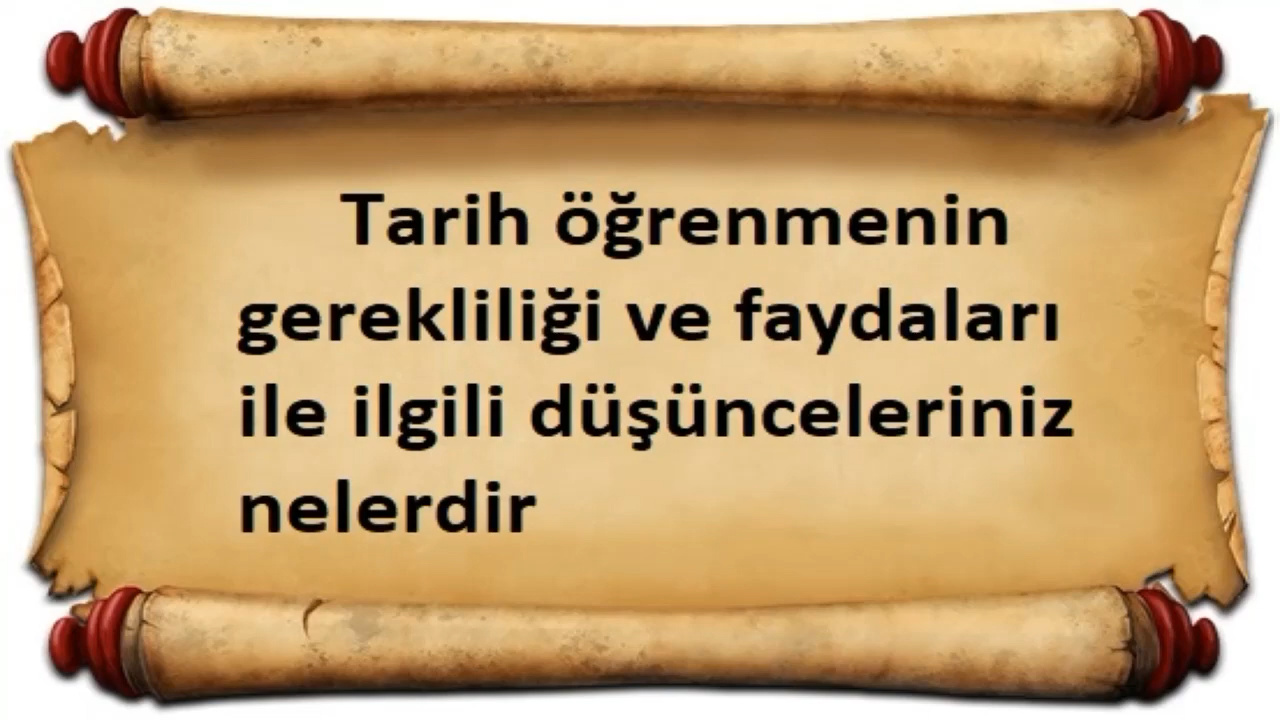 Tarih öğrenmenin
gerekliliği ve faydaları
ile ilgili düşünceleriniz
nelerdir